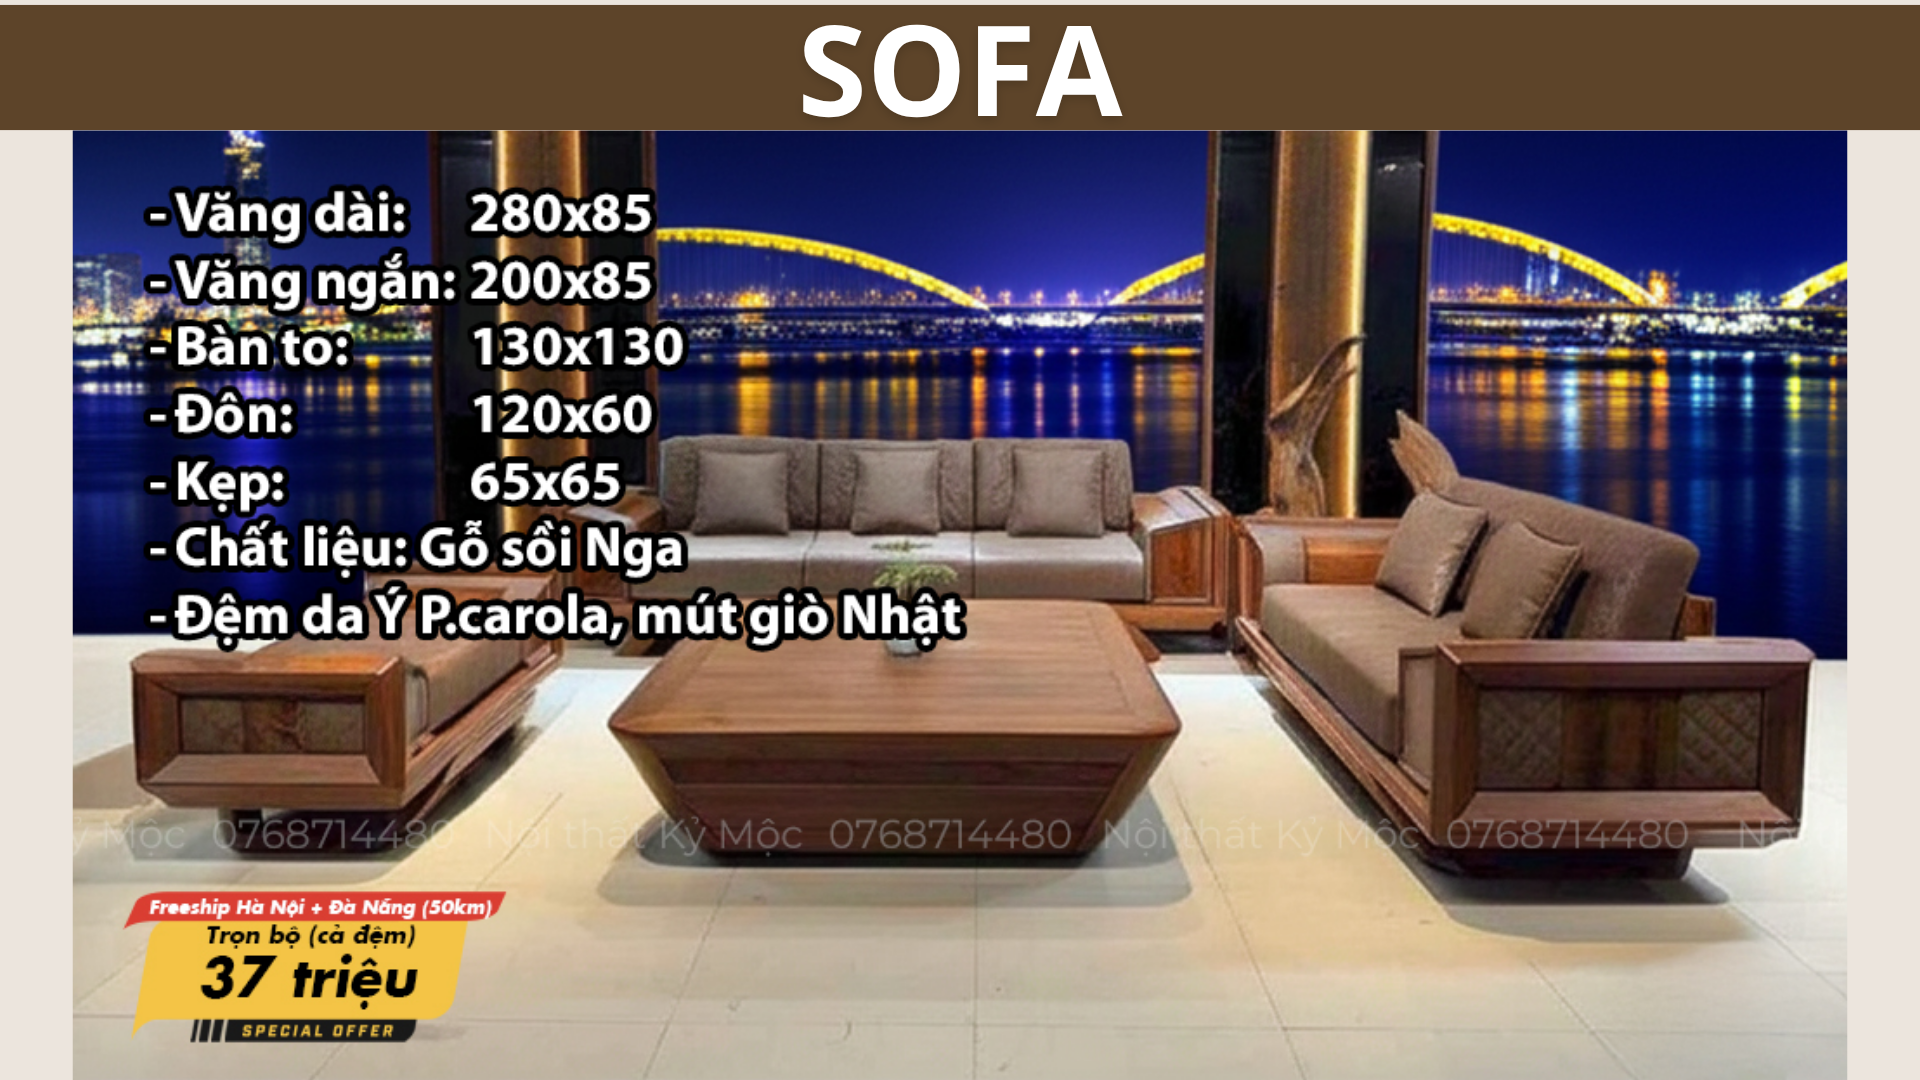 SOFA
- Văng dài: 280x85
- Văng ngắn: 200x85
- Bàn to: 130x130
- Đôn: 120x60
- Kẹp: 65x65
- Chất liệu: Gỗ sồi Nga
- Đệm da Ý P.carola, mút giò Nhật
ỷ Mộc 0768714480 Nội thất Kỷ Mộc 0768714480 Nội thất Kỷ Mộc 0768714480 Nội
Freeship Hà Nội + Đà Nẵng (50km)
Trọn bộ (cả đệm)
37 triệu
SPECIAL OFFER